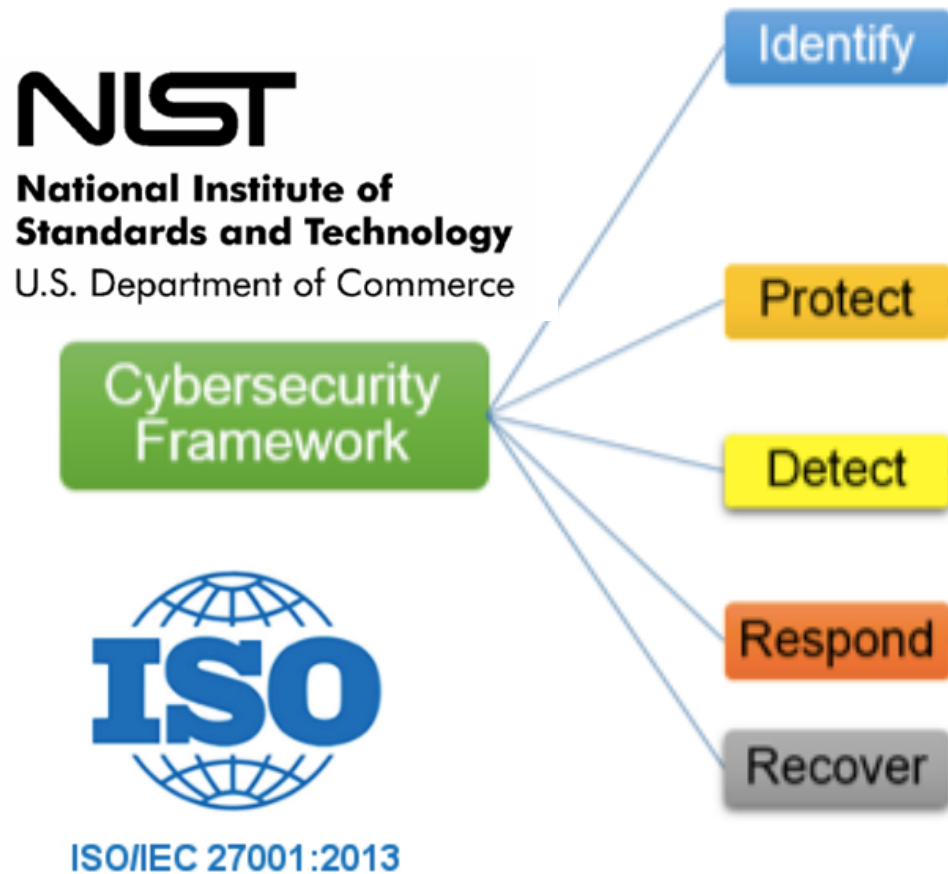 NIST
National Institute of
Standards and Technology
U.S. Department of Commerce
Cybersecurity
Framework
Identify
Protect
Detect
Respond
Recover
ISO
ISO/IEC 27001:2013